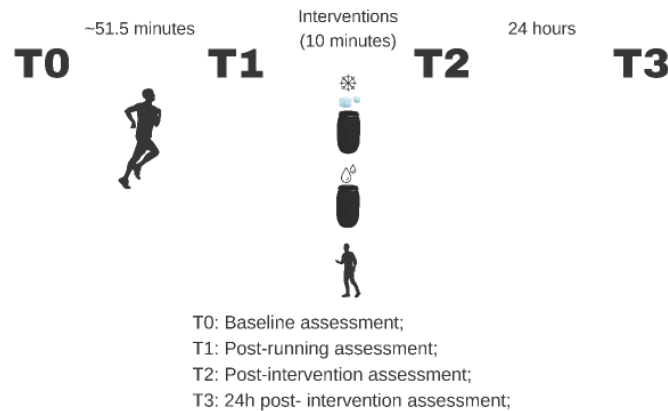 ~51.5 minutes
Interventions
(10 minutes)
24 hours
T0 T1 T2 T3
T0: Baseline assessment;
T1: Post-running assessment;
T2: Post-intervention assessment;
T3: 24h post- intervention assessment;